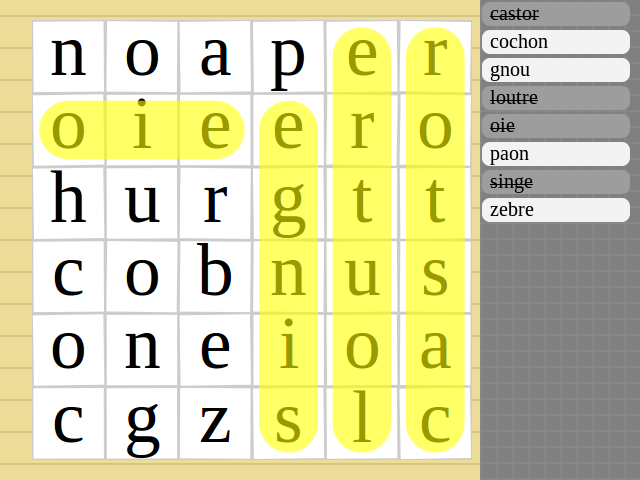 n o a p e r
o i e e r o
h u r g t t
c o b n u s
o n e i o a
c g z s l c
castor
cochon
gnou
loutre
oie
paon
singe
zebre